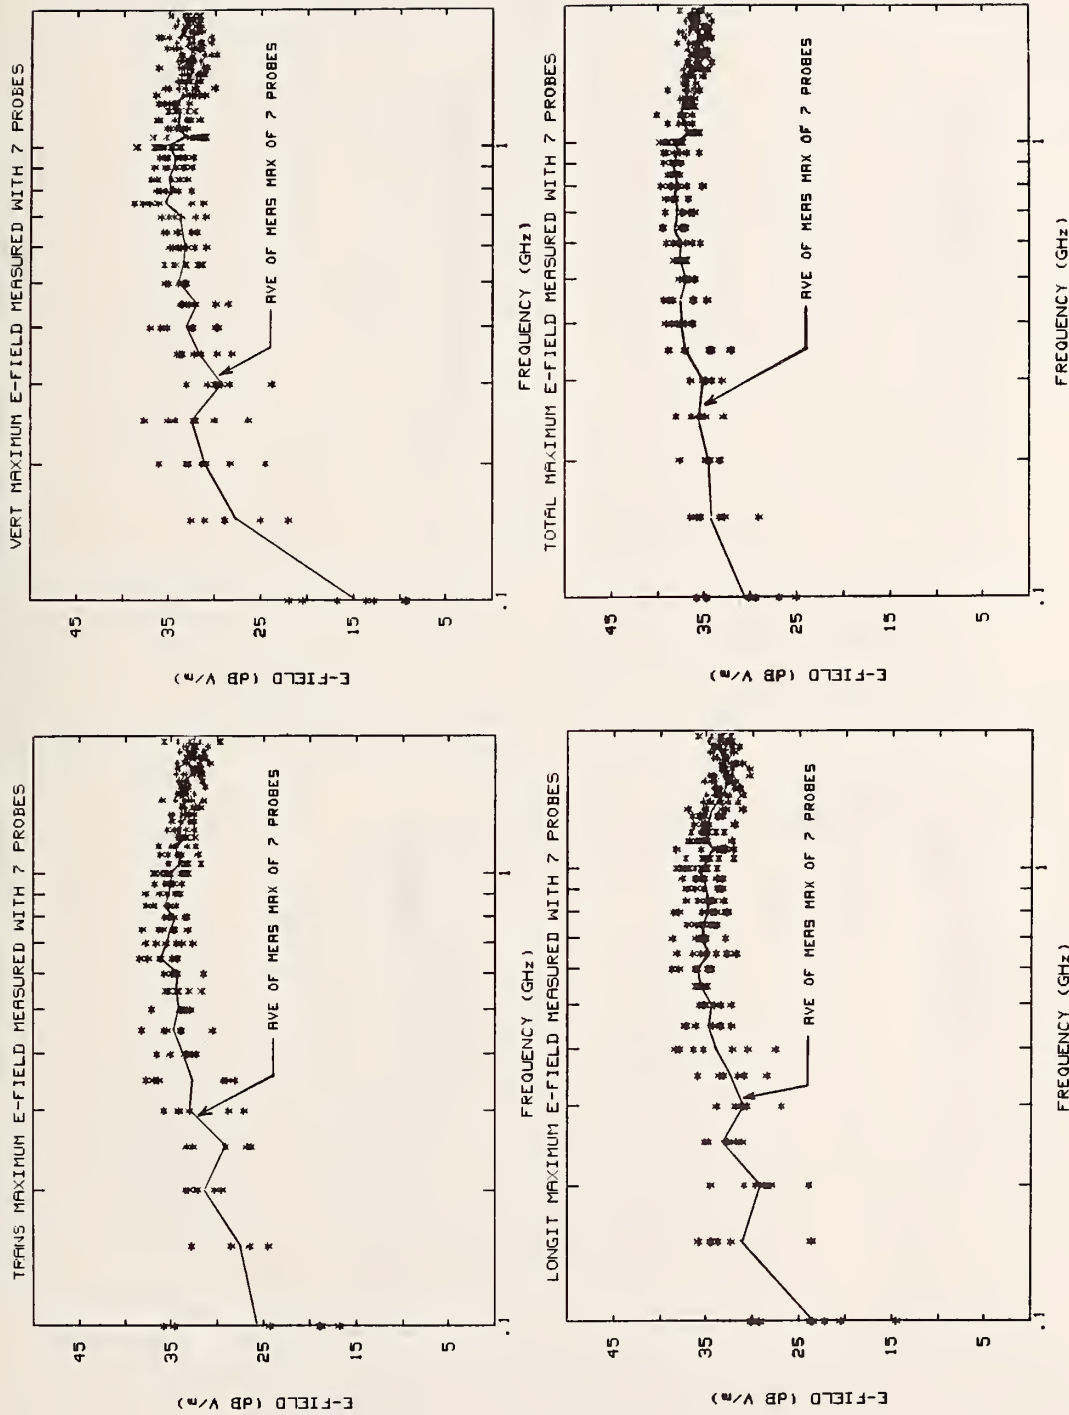 TRANS MAXIMUM E-FIELD MEASURED WITH 7 PROBES
E-FIELD (dB V/m)
45
35
25
15
5
AVE OF MEAS MAX OF 7 PROBES
.1
1
FREQUENCY (GHz)
VERT MAXIMUM E-FIELD MEASURED WITH 7 PROBES
E-FIELD (dB V/m)
45
35
25
15
5
AVE OF MEAS MAX OF 7 PROBES
.1
1
FREQUENCY (GHz)
LONGIT MAXIMUM E-FIELD MEASURED WITH 7 PROBES
E-FIELD (dB V/m)
45
35
25
15
5
AVE OF MEAS MAX OF 7 PROBES
.1
1
FREQUENCY (GHz)
TOTAL MAXIMUM E-FIELD MEASURED WITH 7 PROBES
E-FIELD (dB V/m)
45
35
25
15
5
AVE OF MEAS MAX OF 7 PROBES
.1
1
FREQUENCY (GHz)